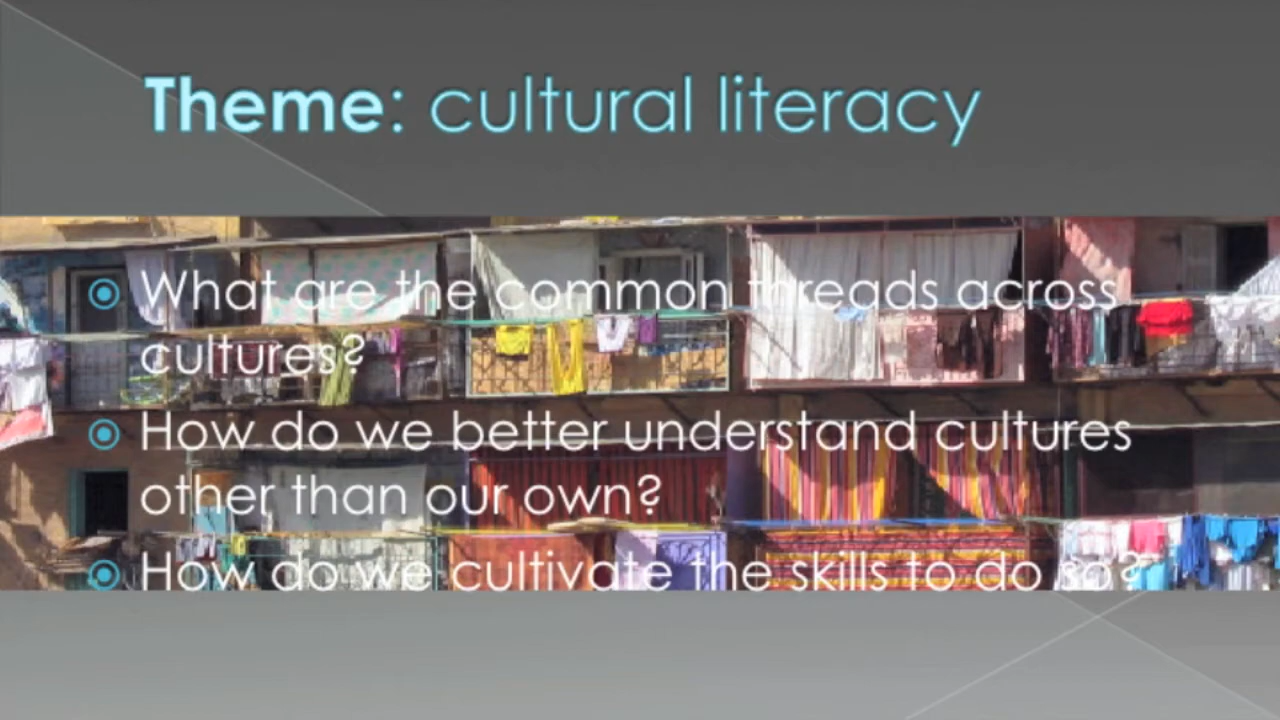 Theme: cultural literacy
What are the common threads across
cultures?
How do we better understand cultures
other than our own?
How do we cultivate the skills to do so?